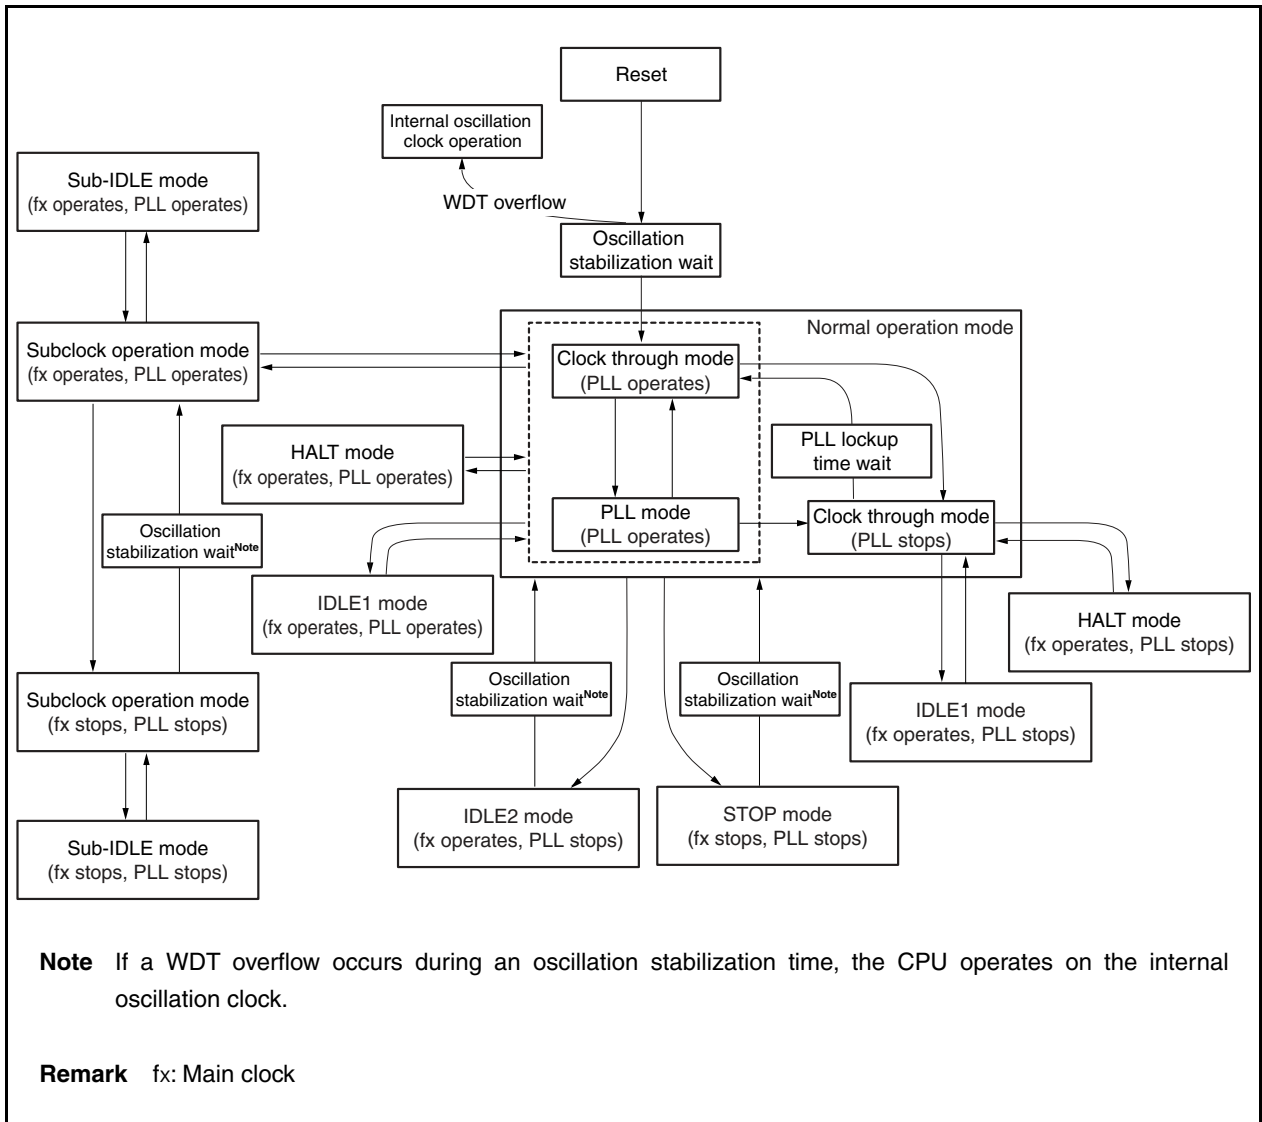 Reset
Internal oscillation
clock operation
WDT overflow
Sub-IDLE mode
(fx operates, PLL operates)
Oscillation
stabilization wait
Normal operation mode
Subclock operation mode
(fx operates, PLL operates)
Clock through mode
(PLL operates)
HALT mode
(fx operates, PLL operates)
PLL lockup
time wait
PLL mode
(PLL operates)
Clock through mode
(PLL stops)
Oscillation
stabilization waitNote
IDLE1 mode
(fx operates, PLL operates)
HALT mode
(fx operates, PLL stops)
Subclock operation mode
(fx stops, PLL stops)
Oscillation
stabilization waitNote
Oscillation
stabilization waitNote
IDLE1 mode
(fx operates, PLL stops)
IDLE2 mode
(fx operates, PLL stops)
STOP mode
(fx stops, PLL stops)
Sub-IDLE mode
(fx stops, PLL stops)
Note If a WDT overflow occurs during an oscillation stabilization time, the CPU operates on the internal
oscillation clock.
Remark fx: Main clock